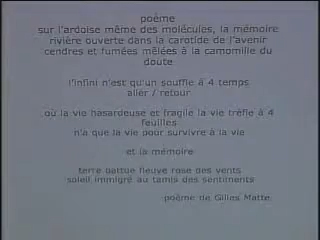 poème
sur l'ardoise même des molécules, la mémoire
rivière ouverte dans la carotide de l'avenir
cendres et fumées mêlées à la camomille du
doute
l'infini n'est qu'un souffle à 4 temps
aller / retour
où la vie hasardeuse et fragile la vie trèfle à 4
feuilles
n'a que la vie pour survivre à la vie
et la mémoire
terre battue fleuve rose des vents
soleil immigré au tamis des sentiments
poème de Gilles Matte